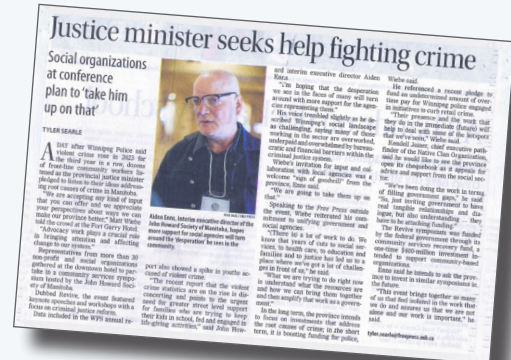 Justice minister seeks help fighting crime
Social organizations
at conference
plan to ‘take him
up on that’
TYLER SEARLE
A DAY after Winnipeg Police said
violent crime rose in 2023 for
the third year in a row, dozens
of front-line community workers
listened as the provincial justice minister
pledged to listen to their ideas address-
ing root causes of crime in Manitoba.
“We are accepting any kind of input
that you can offer and we appreciate
your perspectives about ways we can
make our province better,” Matt Wiebe
told the crowd at the Fort Garry Hotel.
“Advocacy work plays a crucial role
in bringing attention and affecting
change to our system.”
Representatives from more than 30
non-profit and social organizations
gathered at the downtown hotel to par-
take in a community services sympo-
sium hosted by the John Howard Soci-
ety of Manitoba.
Dubbed Revive, the event featured
keynote speeches and workshops with a
focus on criminal justice reform.
Data included in the WPS annual re-
Aiden Enns, interim executive director of the
John Howard Society of Manitoba, hopes
more support for social agencies will turn
around the ‘desperation’ he sees in the
community.
port also showed a spike in youths ac-
cused of violent crime.
“The recent report that the violent
crime statistics are on the rise is dis-
concerting and points to the urgent
need for greater street level support
for families who are trying to keep
their kids in school, fed and engaged in
life-giving activities,” said John How-
ard interim executive director Aiden
Enns.
“I’m hoping that the desperation
we see in the faces of many will turn
around with more support for the agen-
cies representing them.”
His voice trembled slightly as he de-
scribed Winnipeg’s social landscape
as challenging, saying many of those
working in the sector are overworked,
underpaid and overwhelmed by bureau-
cratic and financial barriers within the
criminal justice system.
Wiebe’s invitation for input and col-
laboration with local agencies was a
welcome “sign of goodwill” from the
province, Enns said.
“We are going to take him up on
that.”
Speaking to the Free Press outside
the event, Wiebe reiterated his com-
mitment to unifying government and
social agencies.
“There is a lot of work to do. We
know that years of cuts to social ser-
vices, to health care, to education and
families and to justice has led us to a
place where we’ve got a lot of challen-
ges in front of us,” he said.
“What we are trying to do right now
is understand what the resources are
and how we can bring them together
and then amplify that work as a govern-
ment.”
In the long term, the province intends
to focus on investments that address
the root causes of crime; in the short
term, it is boosting funding for police,
Wiebe said.
He referenced a recent pledge to
fund an undetermined amount of over-
time pay for Winnipeg police engaged
in initiatives to curb retail crime.
“Their presence and the work that
they do in the immediate (future) will
help to deal with some of the hotspots
that we’ve seen,” Wiebe said.
Kendell Joiner, chief executive path-
finder of the Native Clan Organization,
said he would like to see the province
open its chequebook as it appeals for
advice and support from the social sec-
tor.
“We’ve been doing the work in terms
of filling government gaps,” he said.
“So, just inviting government to have
real tangible relationships and dia-
logue, but also understanding ... they
have to be attaching funding.”
The Revive symposium was funded
by the federal government through its
community services recovery fund, a
one-time $400-million investment in-
tended to support community-based
organizations.
Enns said he intends to ask the prov-
ince to invest in similar symposiums in
the future.
“This event brings together so many
of us that feel isolated in the work that
we do and assures us that we are not
alone and our work is important,” he
said.
tyler.searle@freepress.mb.ca